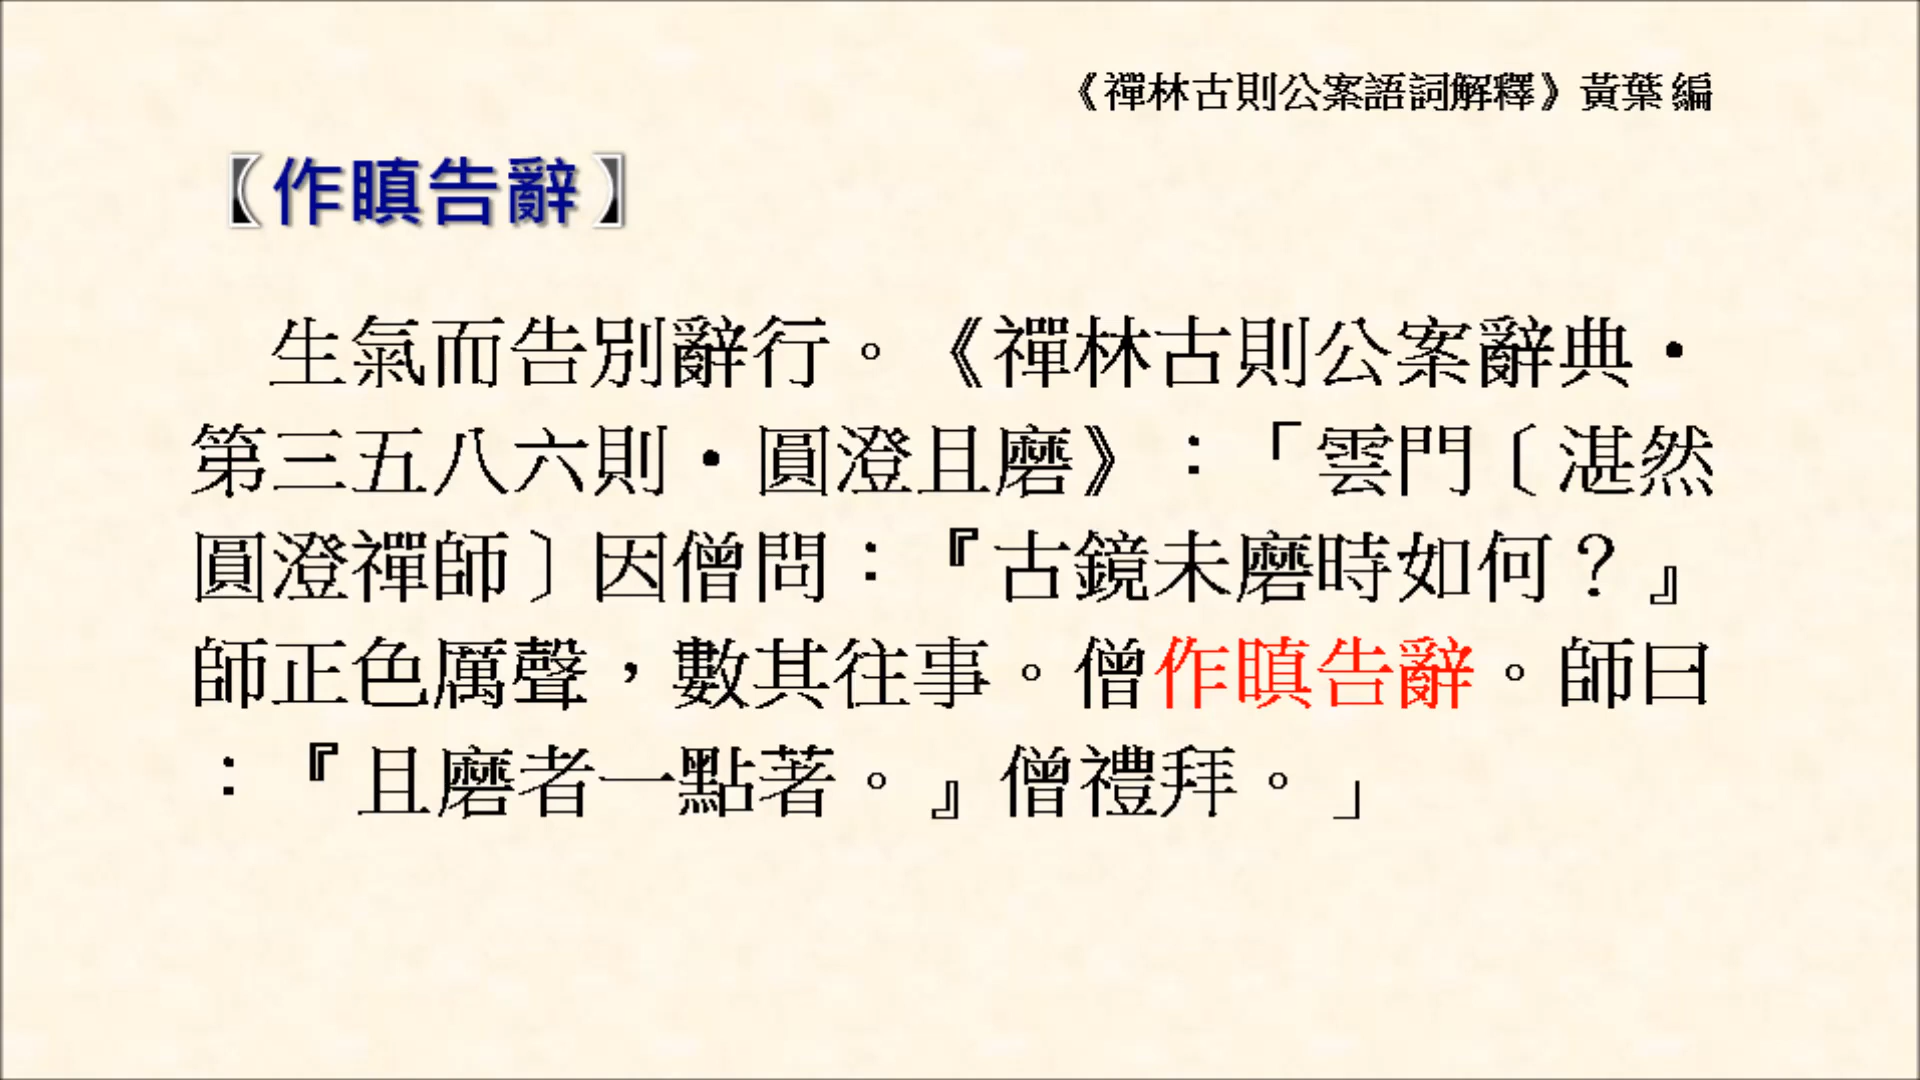 《禪林古則公案語詞解釋》黃葉 編
【作瞋告辭】
生氣而告別辭行。《禪林古則公案辭典・
第三五八六則・圓澄且磨》：「雲門〔湛然
圓澄禪師〕因僧問：『古鏡未磨時如何？』
師正色厲聲，數其往事。僧作瞋告辭。師曰
：『且磨者一點著。』僧禮拜。」